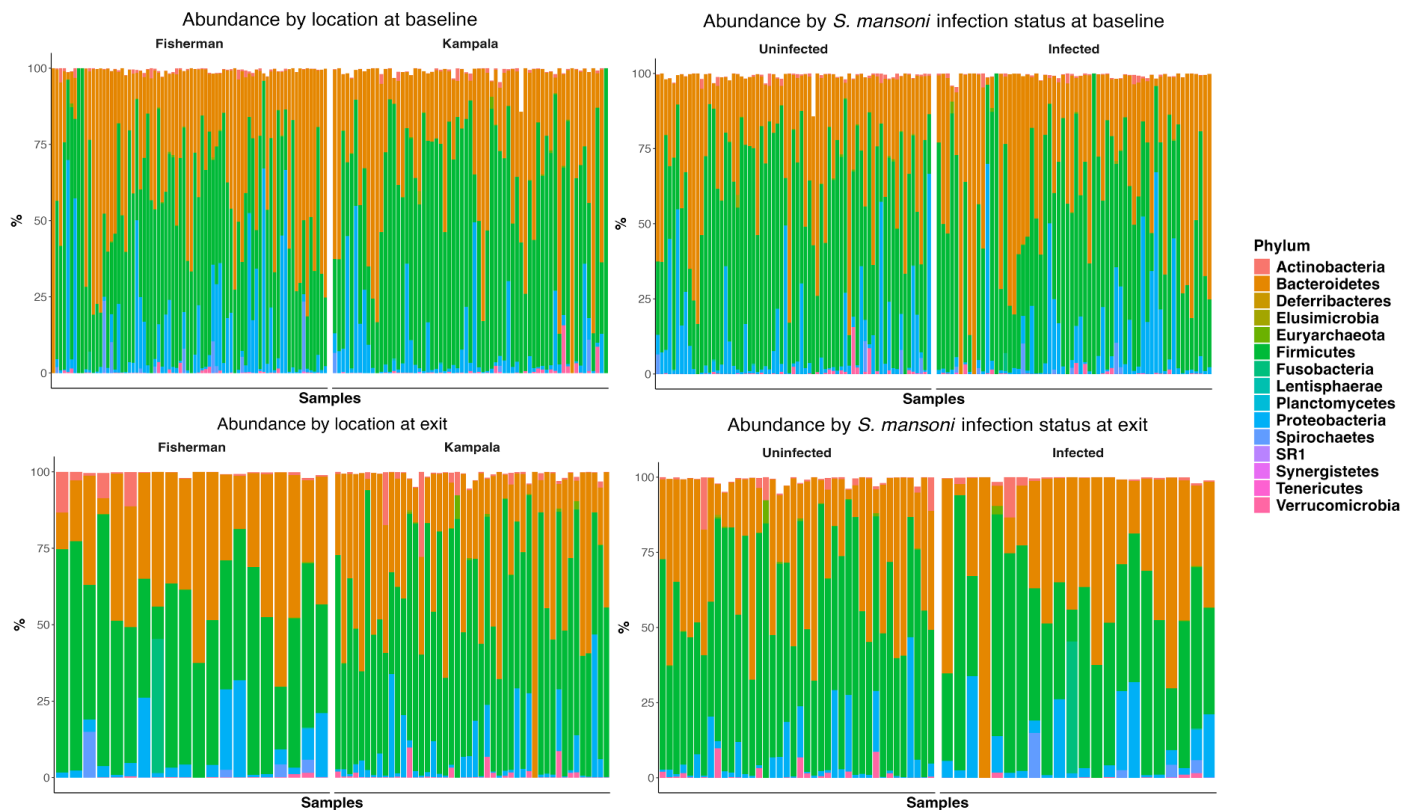 Abundance by location at baseline
Fisherman
Kampala
100
75
50
25
0
%
Samples
Abundance by S. mansoni infection status at baseline
Uninfected
Infected
100
75
50
25
0
%
Samples
Abundance by location at exit
Fisherman
Kampala
100
75
50
25
0
%
Samples
Abundance by S. mansoni infection status at exit
Uninfected
Infected
100
75
50
25
0
%
Samples
Phylum
Actinobacteria
Bacteroidetes
Deferribacteres
Elusimicrobia
Euryarchaeota
Firmicutes
Fusobacteria
Lentisphaerae
Planctomycetes
Proteobacteria
Spirochaetes
SR1
Synergistetes
Tenericutes
Verrucomicrobia